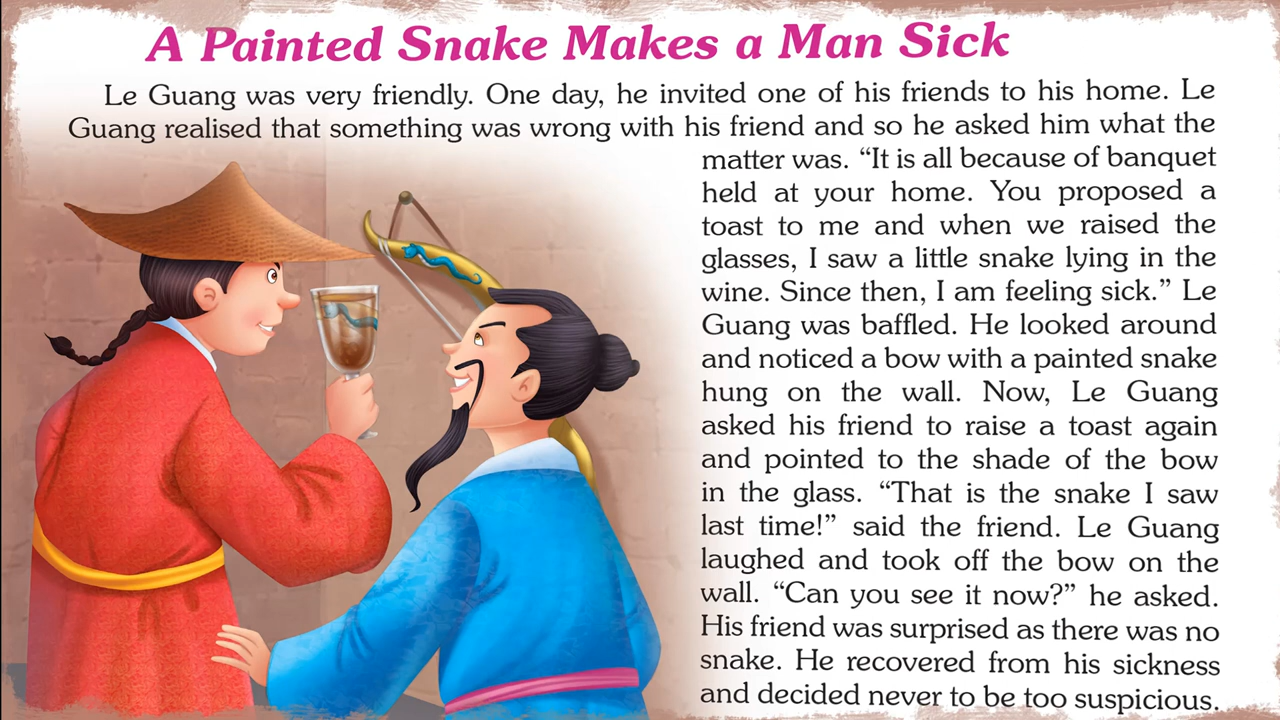 A Painted Snake Makes a Man Sick
Le Guang was very friendly. One day, he invited one of his friends to his home. Le
Guang realised that something was wrong with his friend and so he asked him what the
matter was. “It is all because of banquet
held at your home. You proposed a
toast to me and when we raised the
glasses, I saw a little snake lying in the
wine. Since then, I am feeling sick.” Le
Guang was baffled. He looked around
and noticed a bow with a painted snake
hung on the wall. Now, Le Guang
asked his friend to raise a toast again
and pointed to the shade of the bow
in the glass. “That is the snake I saw
last time!” said the friend. Le Guang
laughed and took off the bow on the
wall. “Can you see it now?” he asked.
His friend was surprised as there was no
snake. He recovered from his sickness
and decided never to be too suspicious.